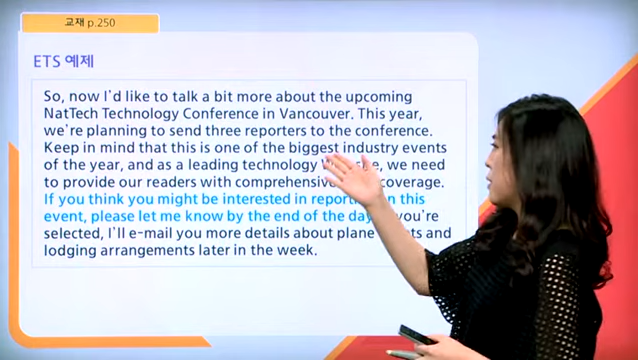 교재 p.250
ETS 예제
So, now I'd like to talk a bit more about the upcoming
NatTech Technology Conference in Vancouver. This year,
we're planning to send three reporters to the conference.
Keep in mind that this is one of the biggest industry events
of the year, and as a leading technology we need
to provide our readers with comprehensive coverage.
If you think you might be interested in reporting on this
event, please let me know by the end of the day. you're
selected, I'll e-mail you more details about plane and
lodging arrangements later in the week.